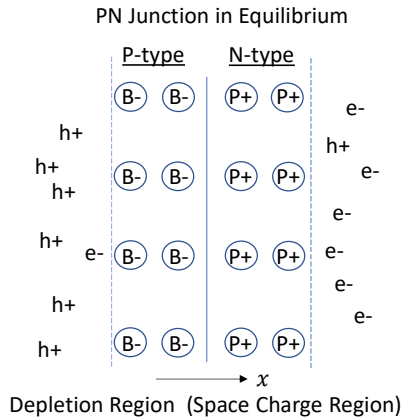 PN Junction in Equilibrium
P-type N-type
B- B- P+ P+ e-
h+ h+
h+ B- B- P+ P+ e-
h+
e-
h+ e- B- B- P+ P+ e-
e-
h+ e-
h+ B- B- P+ P+
x
Depletion Region (Space Charge Region)